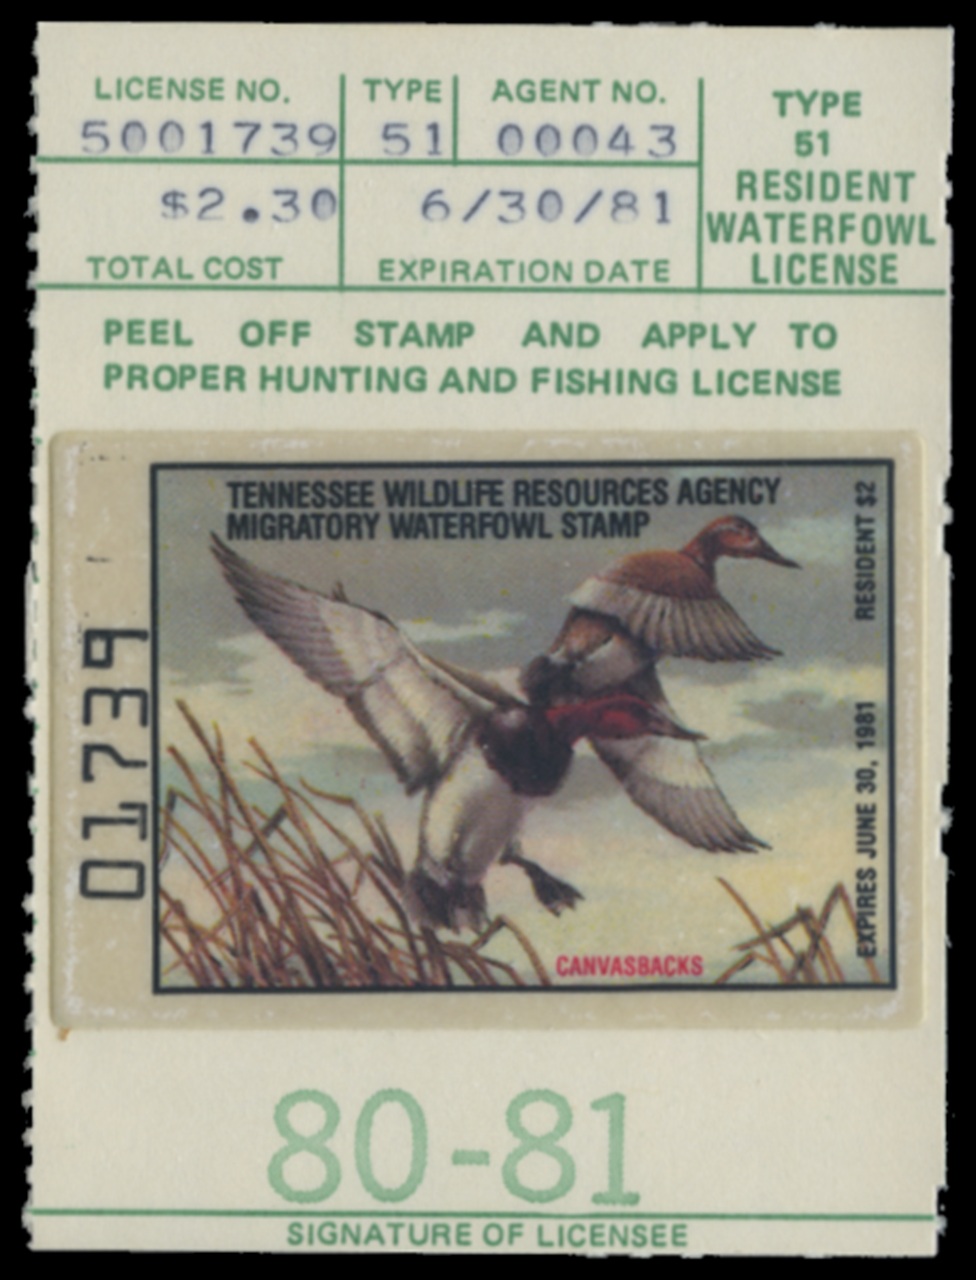 LICENSE NO. TYPE AGENT NO.
5001739 51 00043
$2.30 6/30/81
TOTAL COST EXPIRATION DATE
TYPE
51
RESIDENT
WATERFOWL
LICENSE
PEEL OFF STAMP AND APPLY TO
PROPER HUNTING AND FISHING LICENSE
TENNESSEE WILDLIFE RESOURCES AGENCY
MIGRATORY WATERFOWL STAMP
EXPIRES JUNE 30, 1981 RESIDENT $2
01739
CANVASBACKS
80-81
SIGNATURE OF LICENSEE